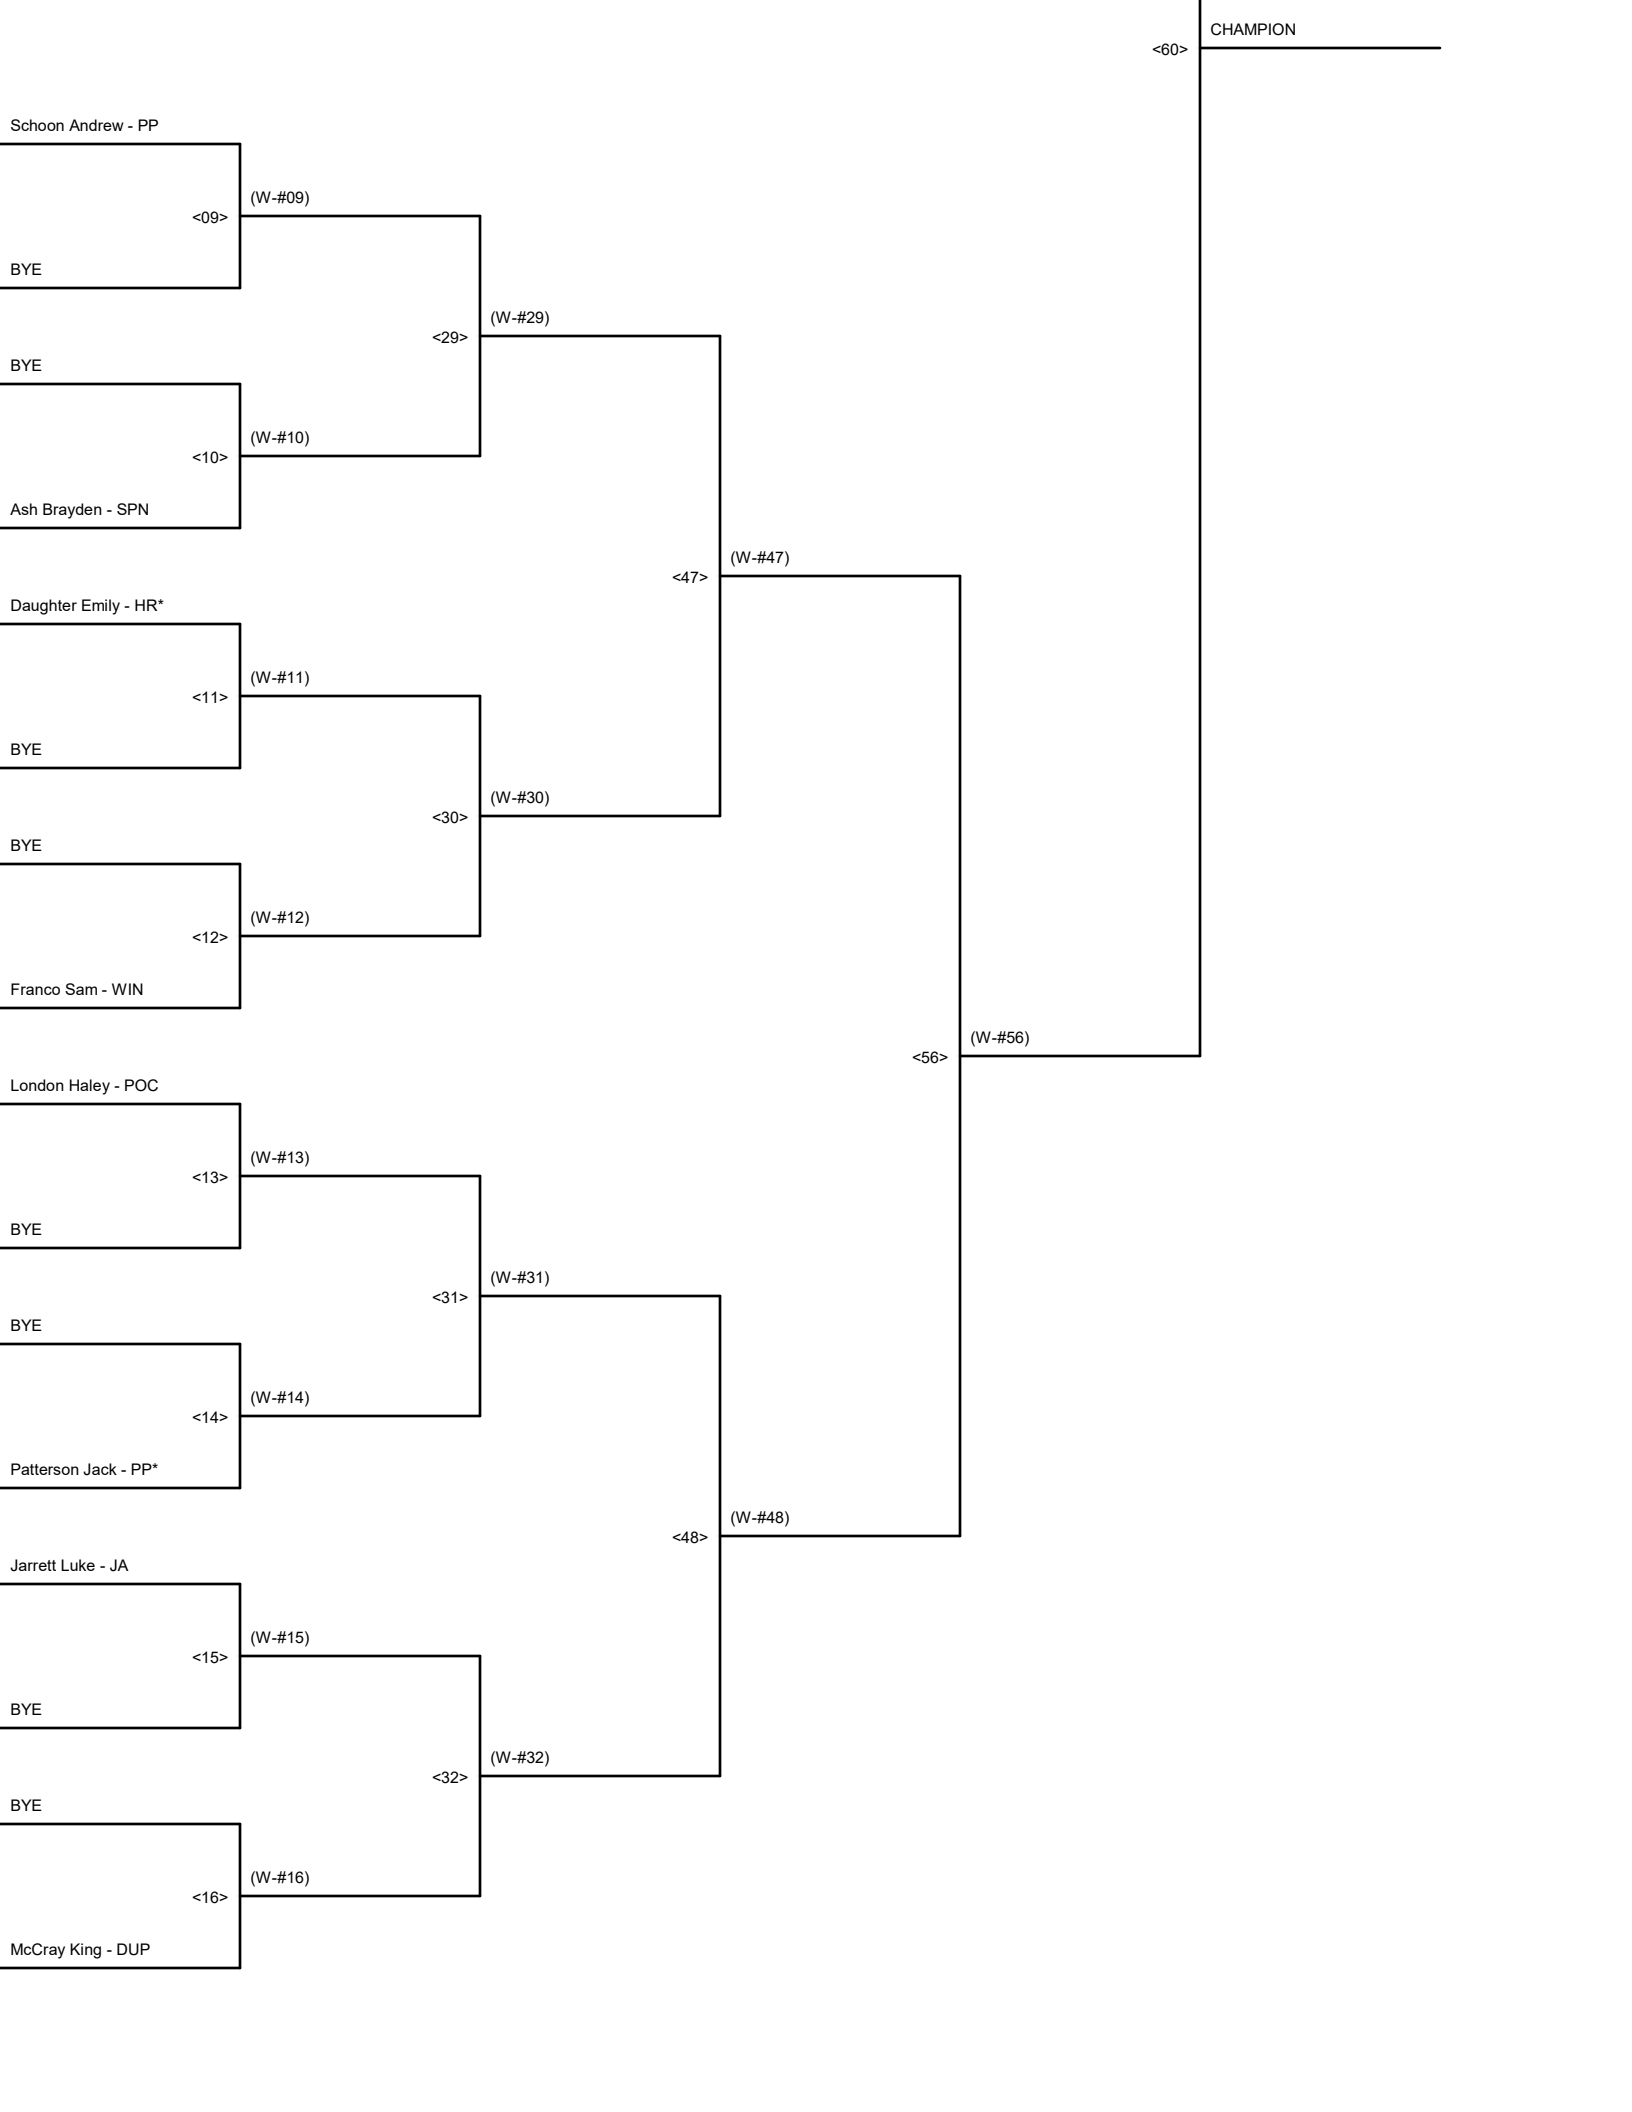 CHAMPION
<60>
Schoon Andrew - PP
(W-#09)
<09>
BYE
(W-#29)
<29>
BYE
(W-#10)
<10>
Ash Brayden - SPN
(W-#47)
<47>
Daughter Emily - HR*
(W-#11)
<11>
BYE
(W-#30)
<30>
BYE
(W-#12)
<12>
Franco Sam - WIN
(W-#56)
<56>
London Haley - POC
(W-#13)
<13>
BYE
(W-#31)
<31>
BYE
(W-#14)
<14>
Patterson Jack - PP*
(W-#48)
<48>
Jarrett Luke - JA
(W-#15)
<15>
BYE
(W-#32)
<32>
BYE
(W-#16)
<16>
McCray King - DUP